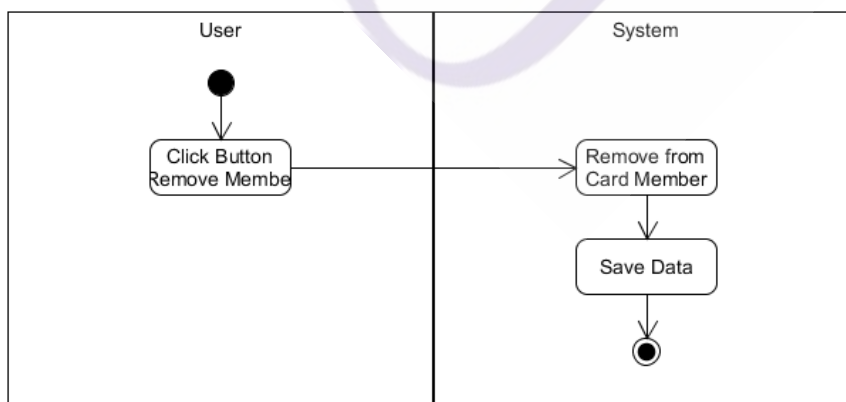 User
System
Click Button
Remove Membe
Remove from
Card Member
Save Data